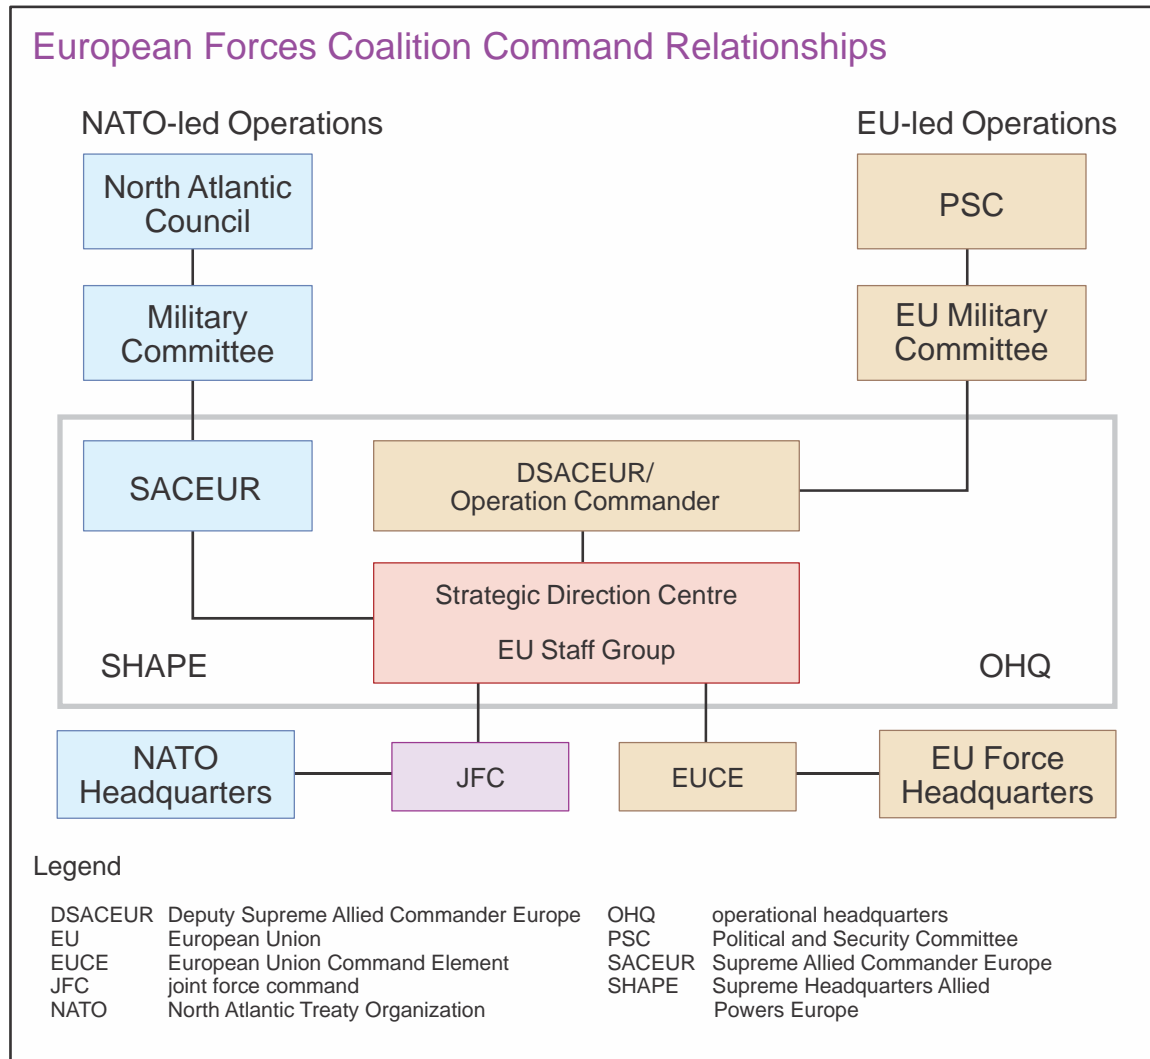 European Forces Coalition Command Relationships
NATO-led Operations
EU-led Operations
North Atlantic
Council
PSC
Military
Committee
EU Military
Committee
SACEUR
DSACEUR/
Operation Commander
Strategic Direction Centre
EU Staff Group
SHAPE
OHQ
NATO
Headquarters
JFC
EUCE
EU Force
Headquarters
Legend
DSACEUR Deputy Supreme Allied Commander Europe
EU European Union
EUCE European Union Command Element
JFC joint force command
NATO North Atlantic Treaty Organization
OHQ operational headquarters
PSC Political and Security Committee
SACEUR Supreme Allied Commander Europe
SHAPE Supreme Headquarters Allied
Powers Europe